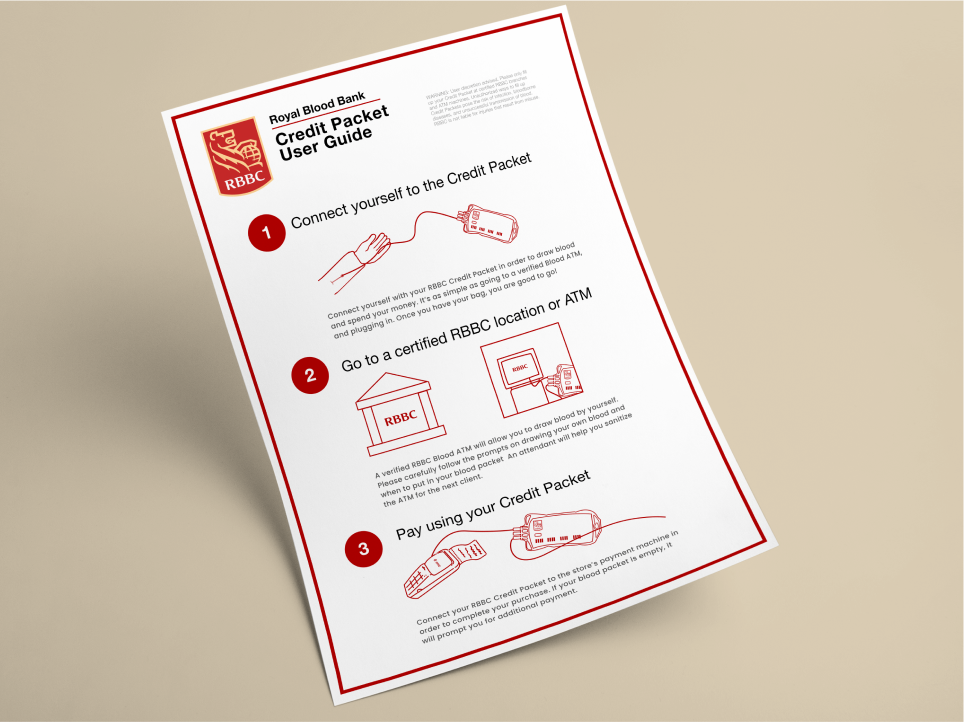 Royal Blood Bank
Credit Packet
User Guide
RBBC
WARNING: User discretion advised. Please only fill
up your Credit Packet at certified RBBC branches
and ATM machines. Unauthorized ways to fill up
Credit Packets pose the risk of infection, bloodborne
diseases, and unsuccessful transmission of blood.
RBBC is not liable for injuries that result from misuse.
1
Connect yourself to the Credit Packet
Connect yourself with your RBBC Credit Packet in order to draw blood
and spend your money. It's as simple as going to a verified Blood ATM,
and plugging in. Once you have your bag, you are good to go!
2
Go to a certified RBBC location or ATM
RBBC
RBBC
A verified RBBC Blood ATM will allow you to draw blood by yourself.
Please carefully follow the prompts on drawing your own blood and
when to put in your blood packet An attendant will help you sanitize
the ATM for the next client.
3
Pay using your Credit Packet
Connect your RBBC Credit Packet to the store's payment machine in
order to complete your purchase. If your blood packet is empty, it
will prompt you for additional payment.